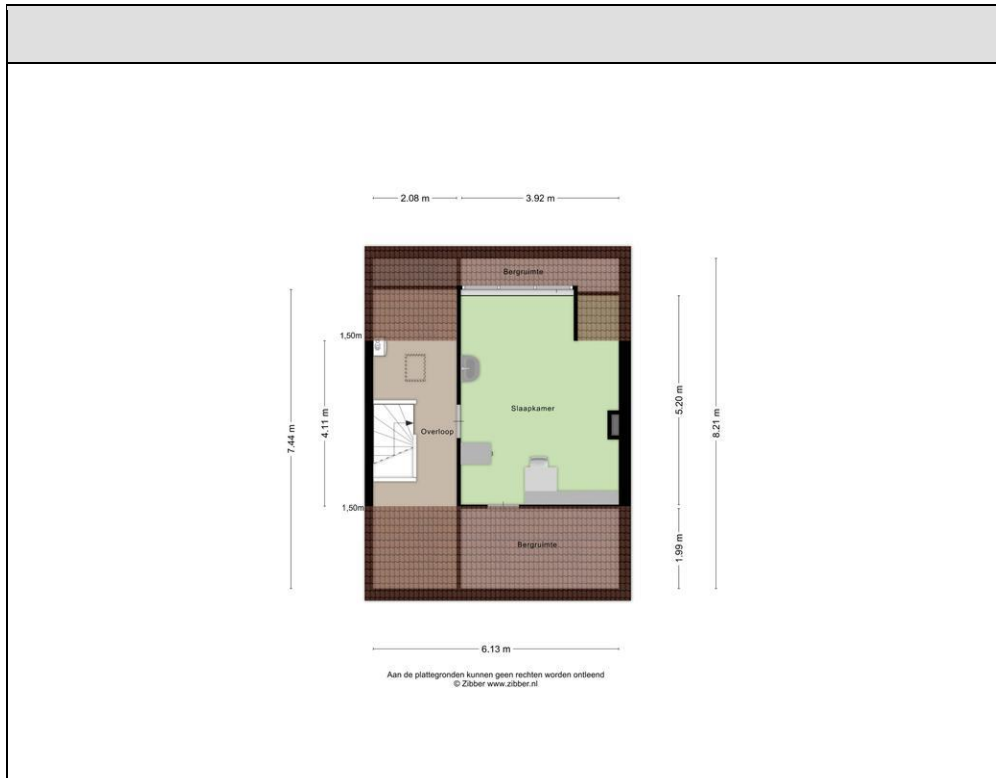 2.08 m 3.92 m
Bergruimte
1,50m
Slaapkamer
5.20 m
8.21 m
4.11 m
7.44 m
Overloop
1,50m
Bergruimte
1.99 m
6.13 m
Aan de plattegronden kunnen geen rechten worden ontleend
© Zibber www.zibber.nl